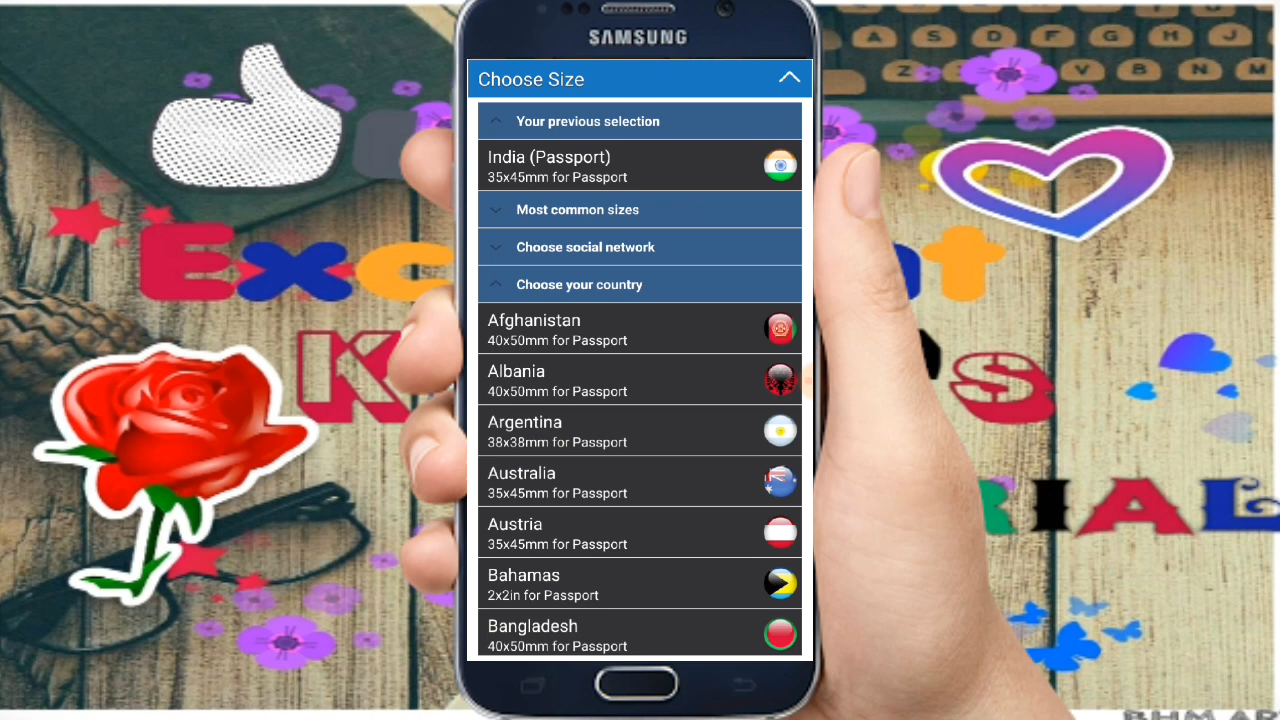 SAMSUNG
Choose Size
Your previous selection
India (Passport)
35x45mm for Passport
Most common sizes
Choose social network
Choose your country
Afghanistan
40x50mm for Passport
Albania
40x50mm for Passport
Argentina
38x38mm for Passport
Australia
35x45mm for Passport
Austria
35x45mm for Passport
Bahamas
2x2in for Passport
Bangladesh
40x50mm for Passport
A S D F G H J
Z V B N M
Exc
K
S
RIAL